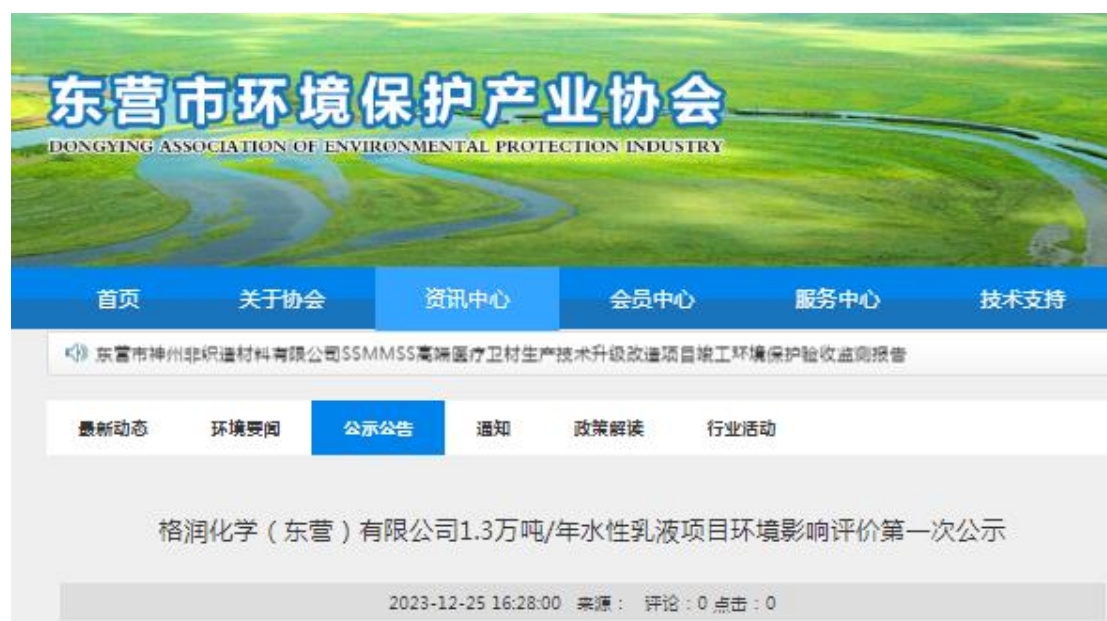 东营市环境保护产业协会
DONGYING ASSOCIATION OF ENVIRONMENTAL PROTECTION INDUSTRY
首页 关于协会 资讯中心 会员中心 服务中心 技术支持
东营市神州非织造材料有限公司SSMMSS高端医疗卫材生产技术升级改造项目竣工环境保护验收监测报告
最新动态 环境要闻 公示公告 通知 政策解读 行业活动
格润化学（东营）有限公司1.3万吨/年水性乳液项目环境影响评价第一次公示
2023-12-25 16:28:00 来源： 评论：0 点击：0